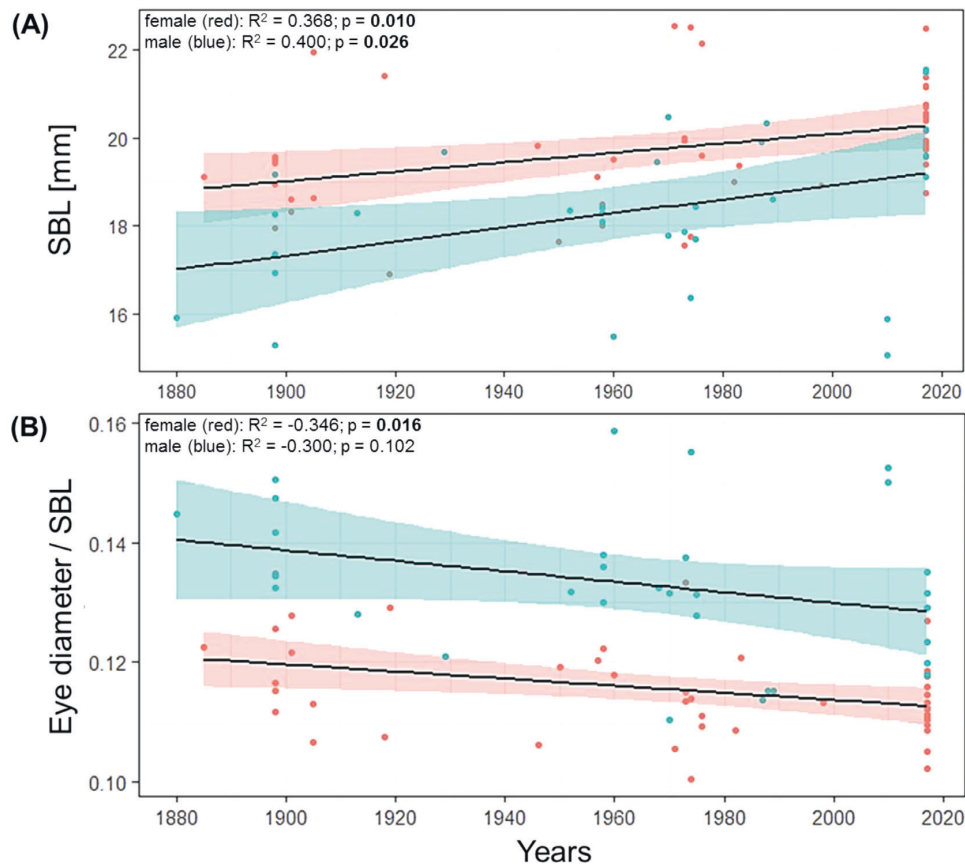 (A)
female (red): R² = 0.368; p = 0.010
male (blue): R² = 0.400; p = 0.026
SBL [mm]
22
20
18
16
1880 1900 1920 1940 1960 1980 2000 2020
(B)
female (red): R² = -0.346; p = 0.016
male (blue): R² = -0.300; p = 0.102
Eye diameter / SBL
0.16
0.14
0.12
0.10
1880 1900 1920 1940 1960 1980 2000 2020
Years